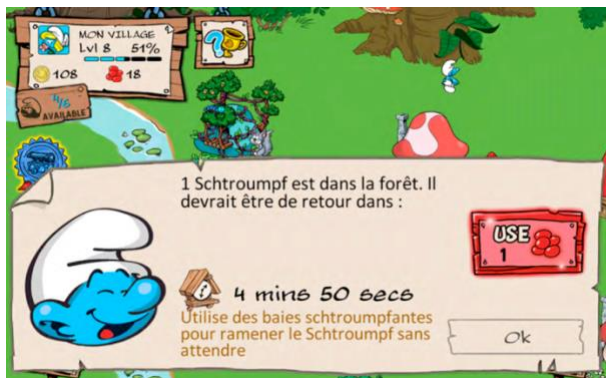 MON VILLAGE
Lvl 8 51%
108 18
AVAILABLE
1 Schtroumpf est dans la forêt. Il
devrait être de retour dans :
USE
1
4 mins 50 secs
Utilise des baies schtroumpfantes
pour ramener le Schtroumpf sans
attendre
Ok